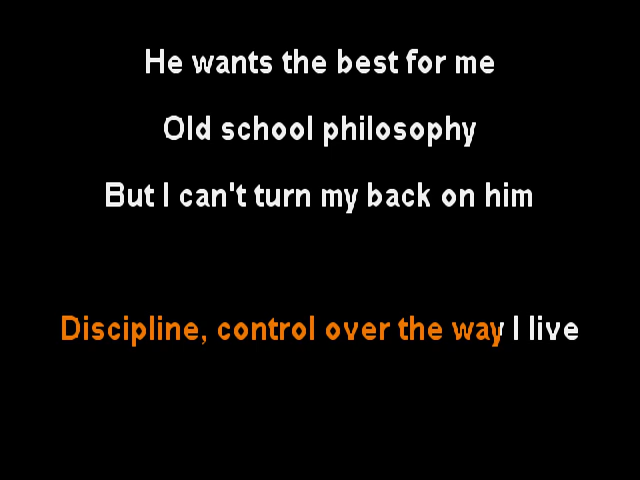 He wants the best for me
Old school philosophy
But I can't turn my back on him
Discipline, control over the way I live